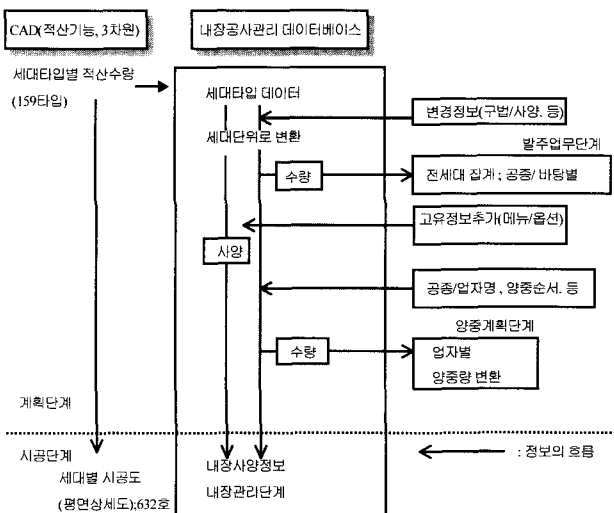 CAD(적산기능, 3차원)
내장공사관리 데이터베이스
세대타입별 적산수량
(159타입)
세대타입 데이터
변경정보(구법/사양. 등)
세대단위로 변환
발주업무단계
수량
전세대 집계 ; 공종/ 바탕별
고유정보추가(메뉴/옵션)
사양
공종/업자명 , 양중순서. 등
양중계획단계
수량
업자별
양중량 변환
계획단계
시공단계
: 정보의 흐름
세대별 시공도
(평면상세도);632호
내장사양정보
내장관리단계